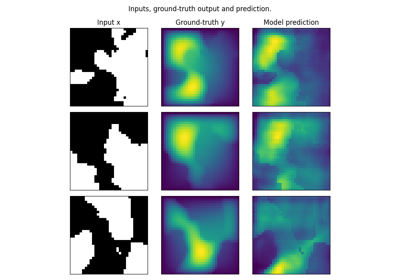 Inputs, ground-truth output and prediction.
Input x
Ground-truth y
Model prediction